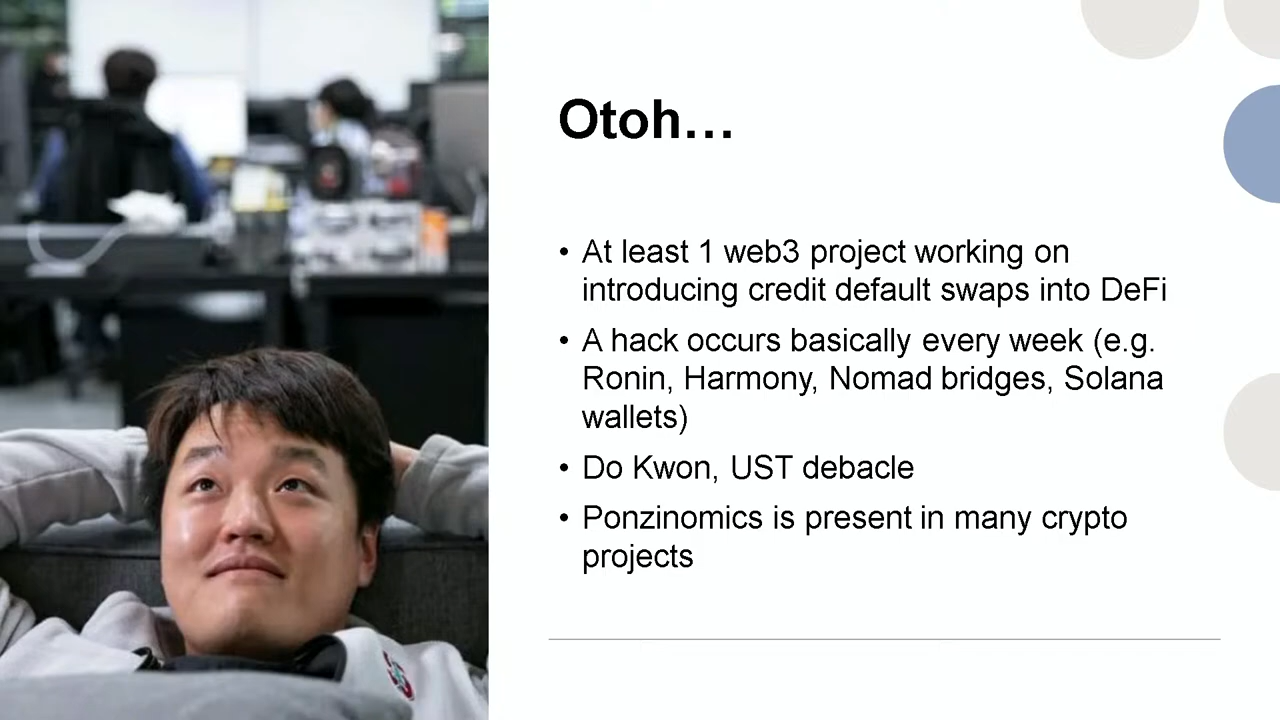 Otoh...
• At least 1 web3 project working on
introducing credit default swaps into DeFi
• A hack occurs basically every week (e.g.
Ronin, Harmony, Nomad bridges, Solana
wallets)
• Do Kwon, UST debacle
• Ponzinomics is present in many crypto
projects